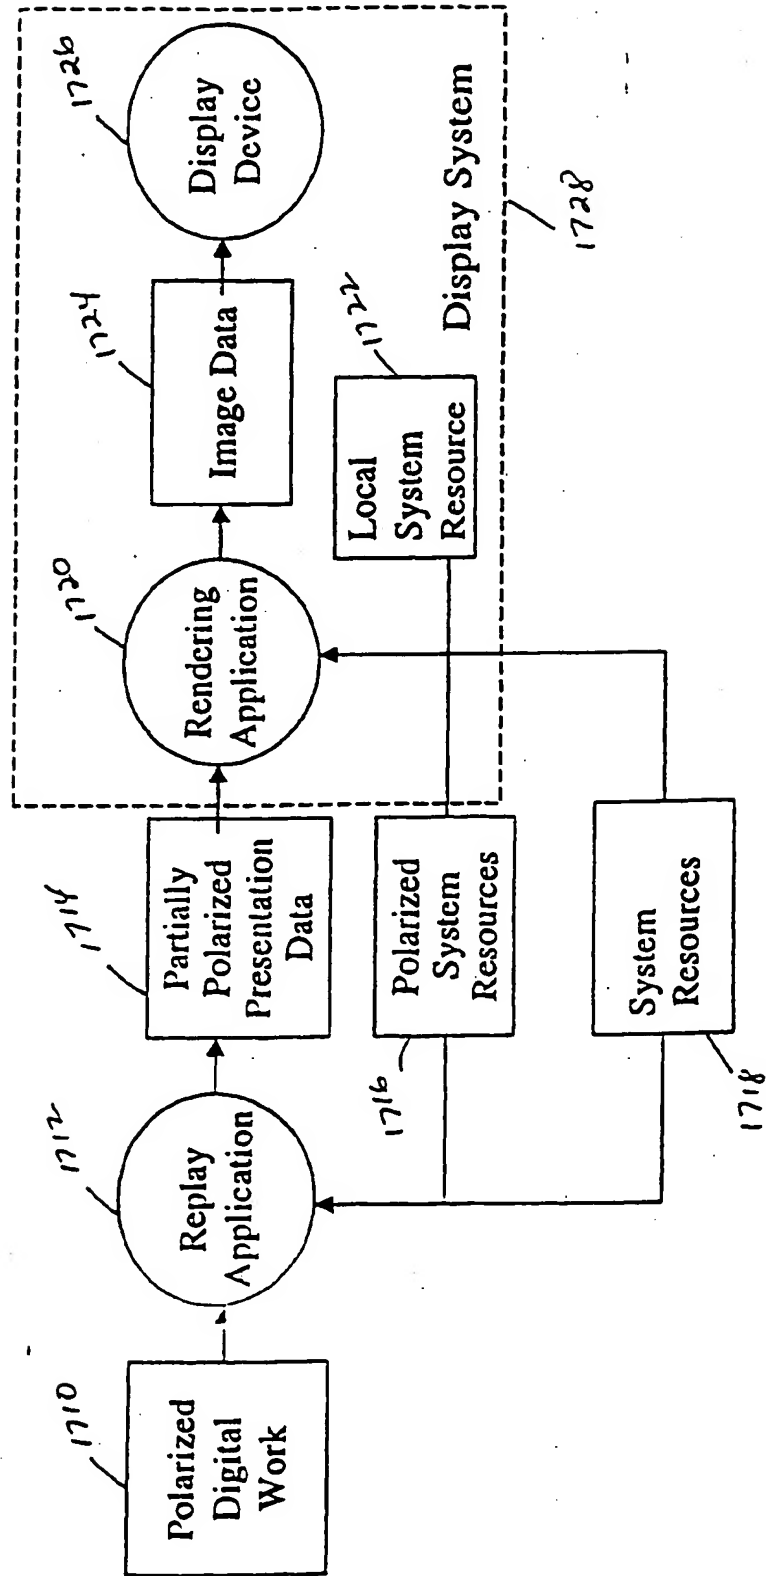 1710
Polarized
Digital
Work
1712
Replay
Application
1714
Partially
Polarized
Presentation
Data
1716
Polarized
System
Resources
System
Resources
1718
1720
Rendering
Application
1722
Local
System
Resource
1724
Image Data
1726
Display
Device
Display System
1728